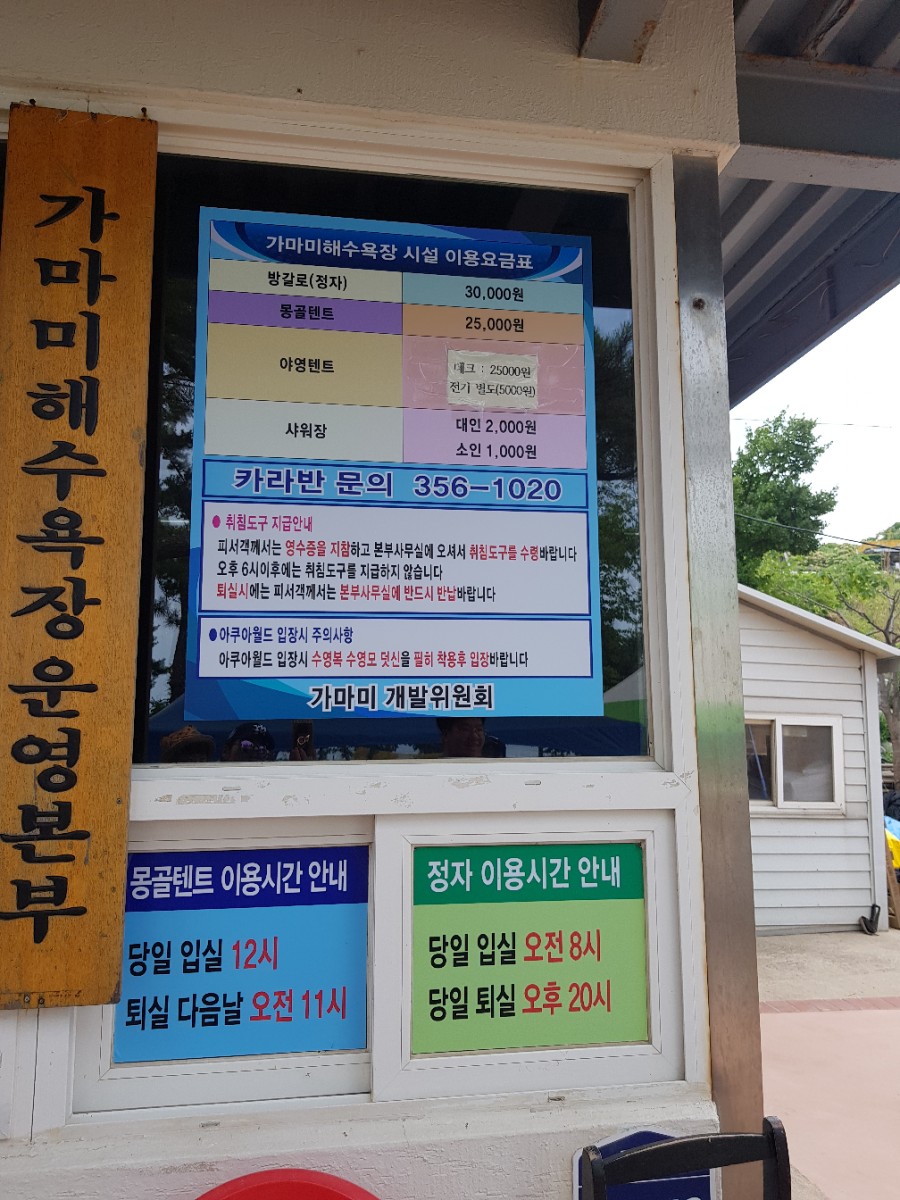 가마미해수욕장운영본부
가마미해수욕장 시설 이용요금표
방갈로(정자) 30,000원
몽골텐트 25,000원
야영텐트 데크 : 25000원
전기 별도(5000원)
샤워장 대인 2,000원
소인 1,000원
카라반 문의 356-1020
● 취침도구 지급안내
피서객께서는 영수증을 지참하고 본부사무실에 오셔서 취침도구를 수령바랍니다
오후 6시이후에는 취침도구를 지급하지 않습니다
퇴실시에는 피서객께서는 본부사무실에 반드시 반납바랍니다
●아쿠아월드 입장시 주의사항
아쿠아월드 입장시 수영복 수영모 덧신을 필히 착용후 입장바랍니다
가마미 개발위원회
몽골텐트 이용시간 안내
당일 입실 12시
퇴실 다음날 오전 11시
정자 이용시간 안내
당일 입실 오전 8시
당일 퇴실 오후 20시